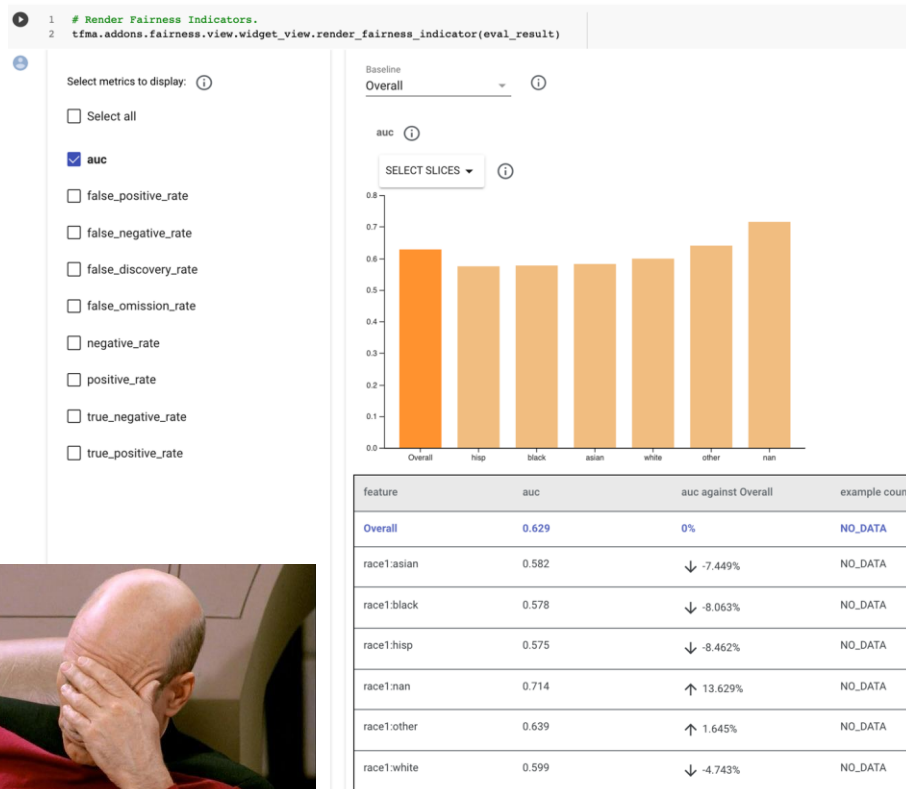 1 # Render Fairness Indicators.
2 tfma.addons.fairness.view.widget_view.render_fairness_indicator(eval_result)
Select metrics to display:
Select all
auc
false_positive_rate
false_negative_rate
false_discovery_rate
false_omission_rate
negative_rate
positive_rate
true_negative_rate
true_positive_rate
Baseline
Overall
auc
SELECT SLICES
0.8
0.7
0.6
0.5
0.4
0.3
0.2
0.1
0.0
Overall hisp black asian white other nan
feature auc auc against Overall example coun
Overall 0.629 0% NO_DATA
race1:asian 0.582 -7.449% NO_DATA
race1:black 0.578 -8.063% NO_DATA
race1:hisp 0.575 -8.462% NO_DATA
race1:nan 0.714 13.629% NO_DATA
race1:other 0.639 1.645% NO_DATA
race1:white 0.599 -4.743% NO_DATA